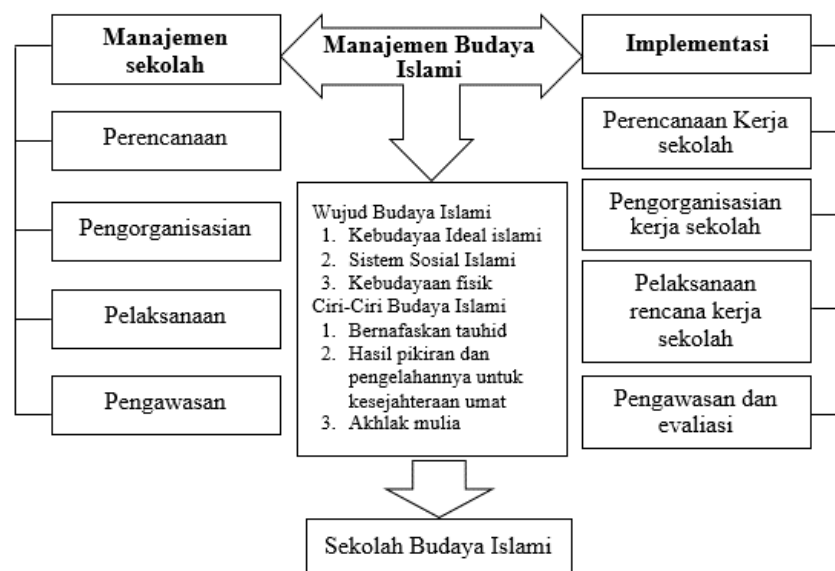 Manajemen
sekolah
Perencanaan
Pengorganisasian
Pelaksanaan
Pengawasan
Manajemen Budaya
Islami
Wujud Budaya Islami
1. Kebudayaa Ideal islami
2. Sistem Sosial Islami
3. Kebudayaan fisik
Ciri-Ciri Budaya Islami
1. Bernafaskan tauhid
2. Hasil pikiran dan
pengelahannya untuk
kesejahteraan umat
3. Akhlak mulia
Sekolah Budaya Islami
Implementasi
Perencanaan Kerja
sekolah
Pengorganisasian
kerja sekolah
Pelaksanaan
rencana kerja
sekolah
Pengawasan dan
evaliasi